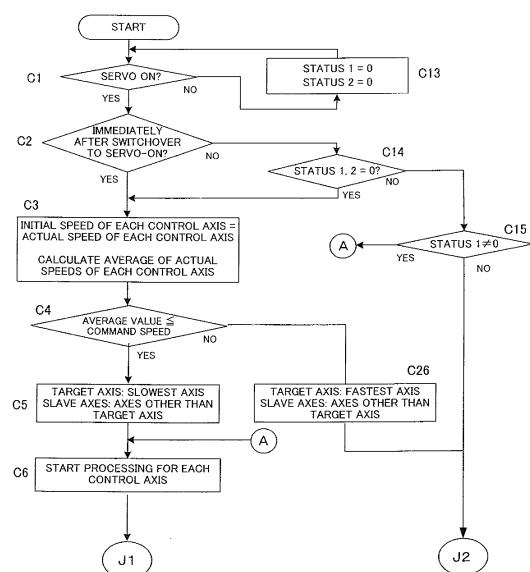 START
C1
SERVO ON?
YES
NO
STATUS 1 = 0
STATUS 2 = 0
C13
C2
IMMEDIATELY
AFTER SWITCHOVER
TO SERVO-ON?
YES
NO
C14
STATUS 1, 2 = 0?
YES
NO
C3
INITIAL SPEED OF EACH CONTROL AXIS =
ACTUAL SPEED OF EACH CONTROL AXIS
CALCULATE AVERAGE OF ACTUAL
SPEEDS OF EACH CONTROL AXIS
C15
A
STATUS 1≠0
YES
NO
C4
AVERAGE VALUE ≦
COMMAND SPEED
YES
NO
C5
TARGET AXIS: SLOWEST AXIS
SLAVE AXES: AXES OTHER THAN
TARGET AXIS
C26
TARGET AXIS: FASTEST AXIS
SLAVE AXES: AXES OTHER THAN
TARGET AXIS
A
C6
START PROCESSING FOR EACH
CONTROL AXIS
J1
J2